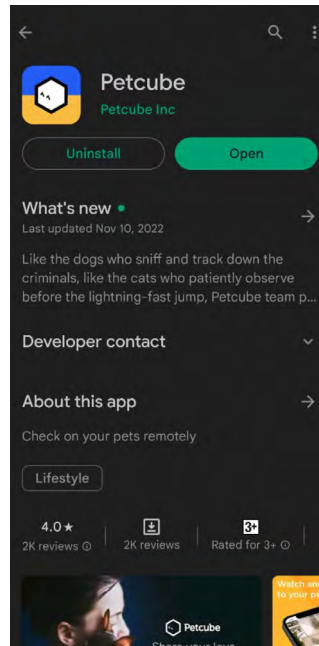 Petcube
Petcube Inc
Uninstall
Open
What's new
Last updated Nov 10, 2022
Like the dogs who sniff and track down the
criminals, like the cats who patiently observe
before the lightning-fast jump, Petcube team p...
Developer contact
About this app
Check on your pets remotely
Lifestyle
4.0★
2K reviews
2K reviews
3+
Rated for 3+
Petcube
Share your love
Watch and
to your p